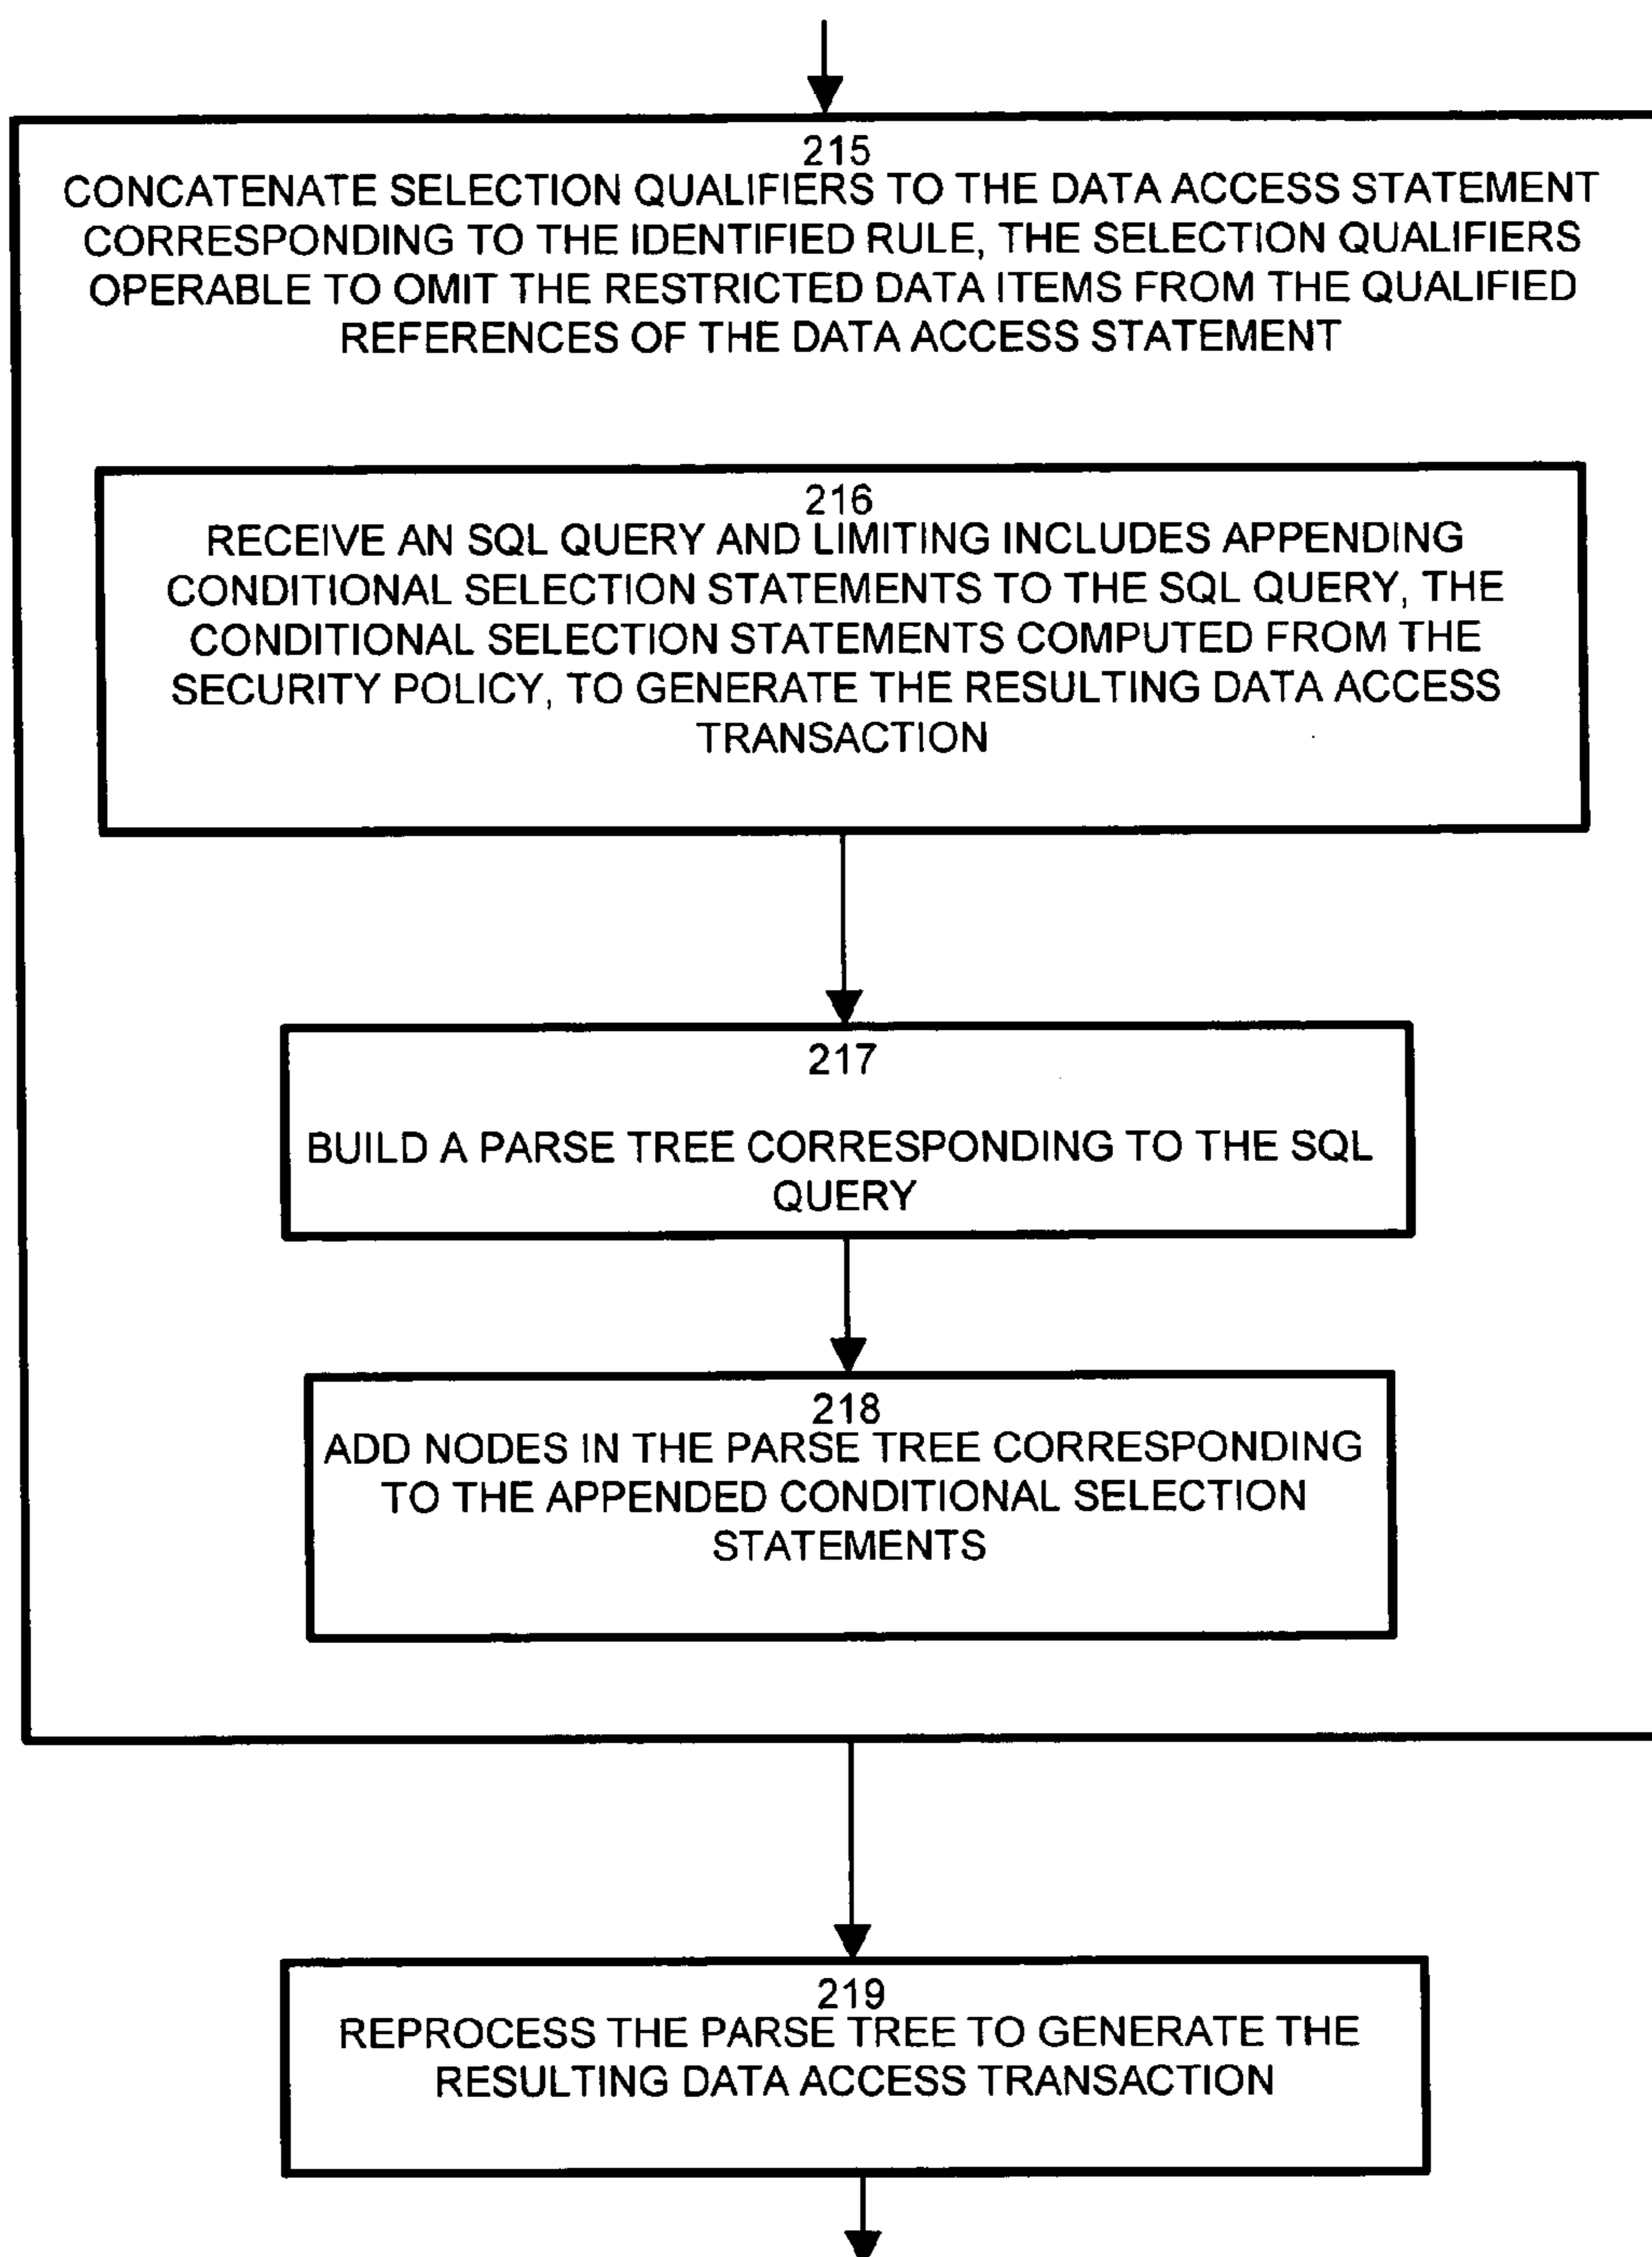 215
CONCATENATE SELECTION QUALIFIERS TO THE DATA ACCESS STATEMENT
CORRESPONDING TO THE IDENTIFIED RULE, THE SELECTION QUALIFIERS
OPERABLE TO OMIT THE RESTRICTED DATA ITEMS FROM THE QUALIFIED
REFERENCES OF THE DATA ACCESS STATEMENT
216
RECEIVE AN SQL QUERY AND LIMITING INCLUDES APPENDING
CONDITIONAL SELECTION STATEMENTS TO THE SQL QUERY, THE
CONDITIONAL SELECTION STATEMENTS COMPUTED FROM THE
SECURITY POLICY, TO GENERATE THE RESULTING DATA ACCESS
TRANSACTION
217
BUILD A PARSE TREE CORRESPONDING TO THE SQL
QUERY
218
ADD NODES IN THE PARSE TREE CORRESPONDING
TO THE APPENDED CONDITIONAL SELECTION
STATEMENTS
219
REPROCESS THE PARSE TREE TO GENERATE THE
RESULTING DATA ACCESS TRANSACTION